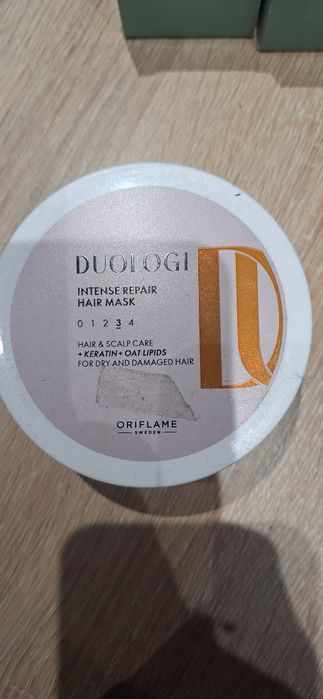 DUOLOGI
INTENSE REPAIR
HAIR MASK
0 1 2 3 4
HAIR & SCALP CARE
+ KERATIN + OAT LIPIDS
FOR DRY AND DAMAGED HAIR
ORIFLAME
SWEDEN